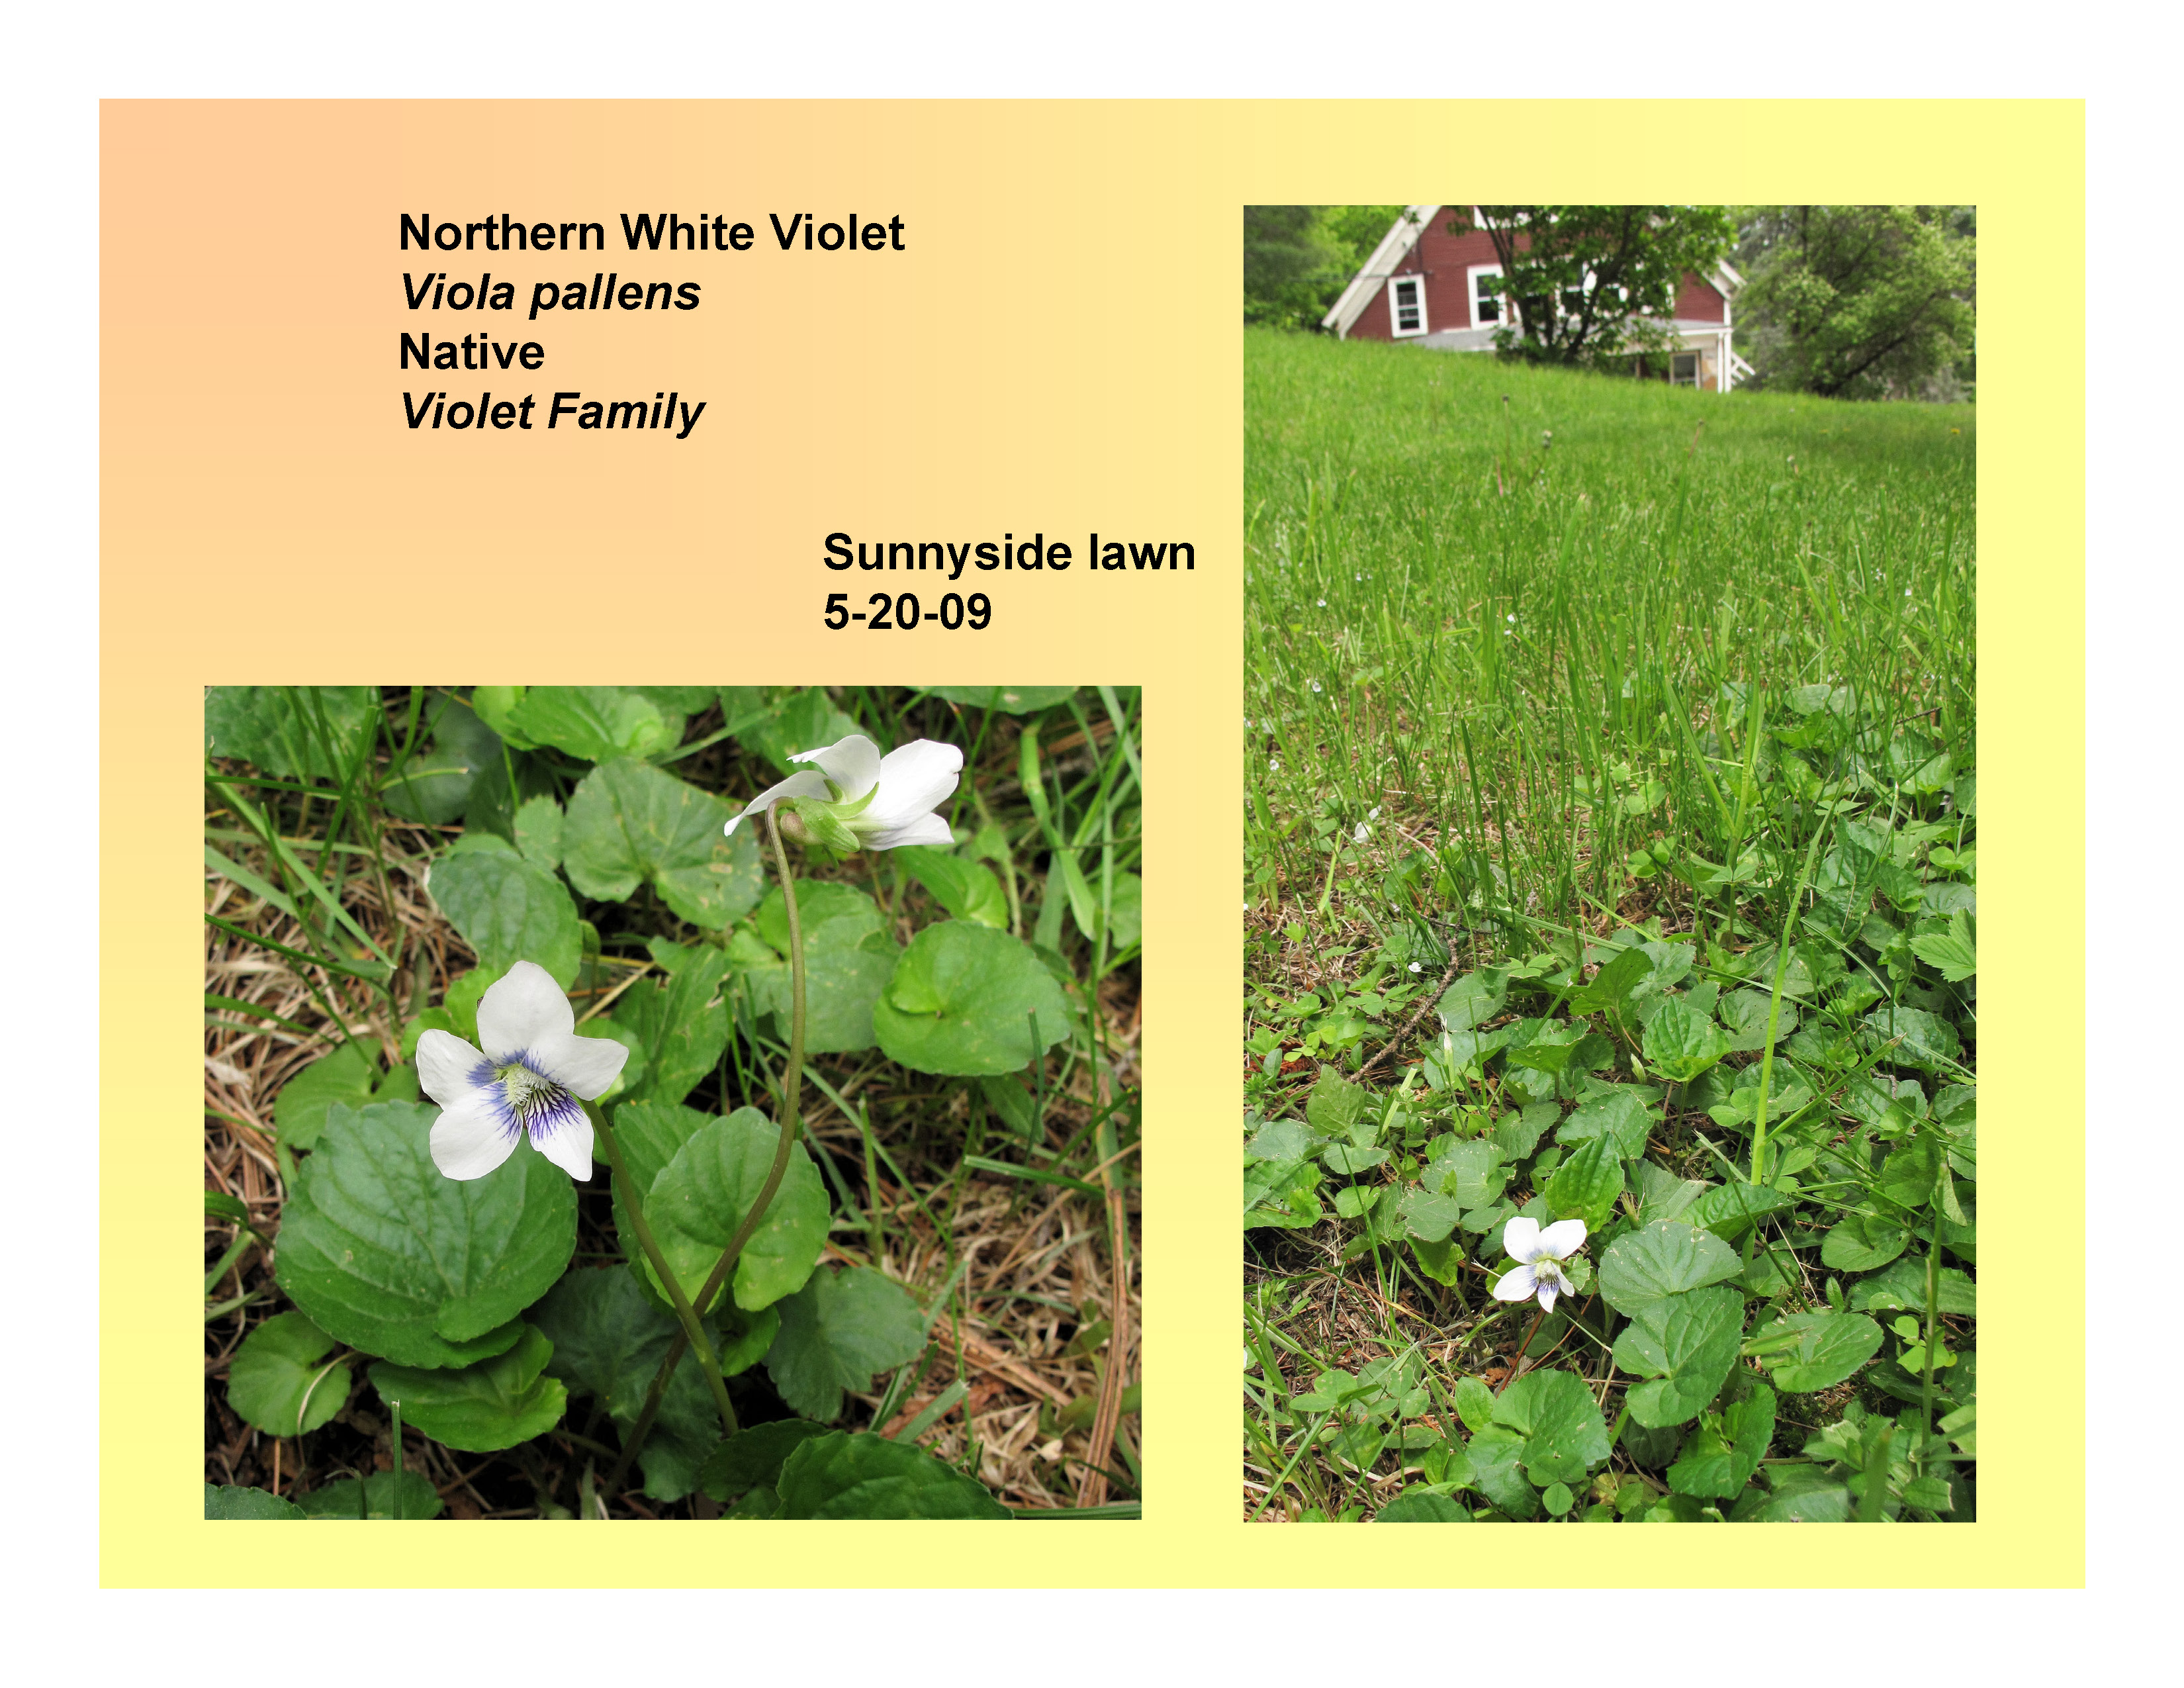 Northern White Violet
Viola pallens
Native
Violet Family
Sunnyside lawn
5-20-09